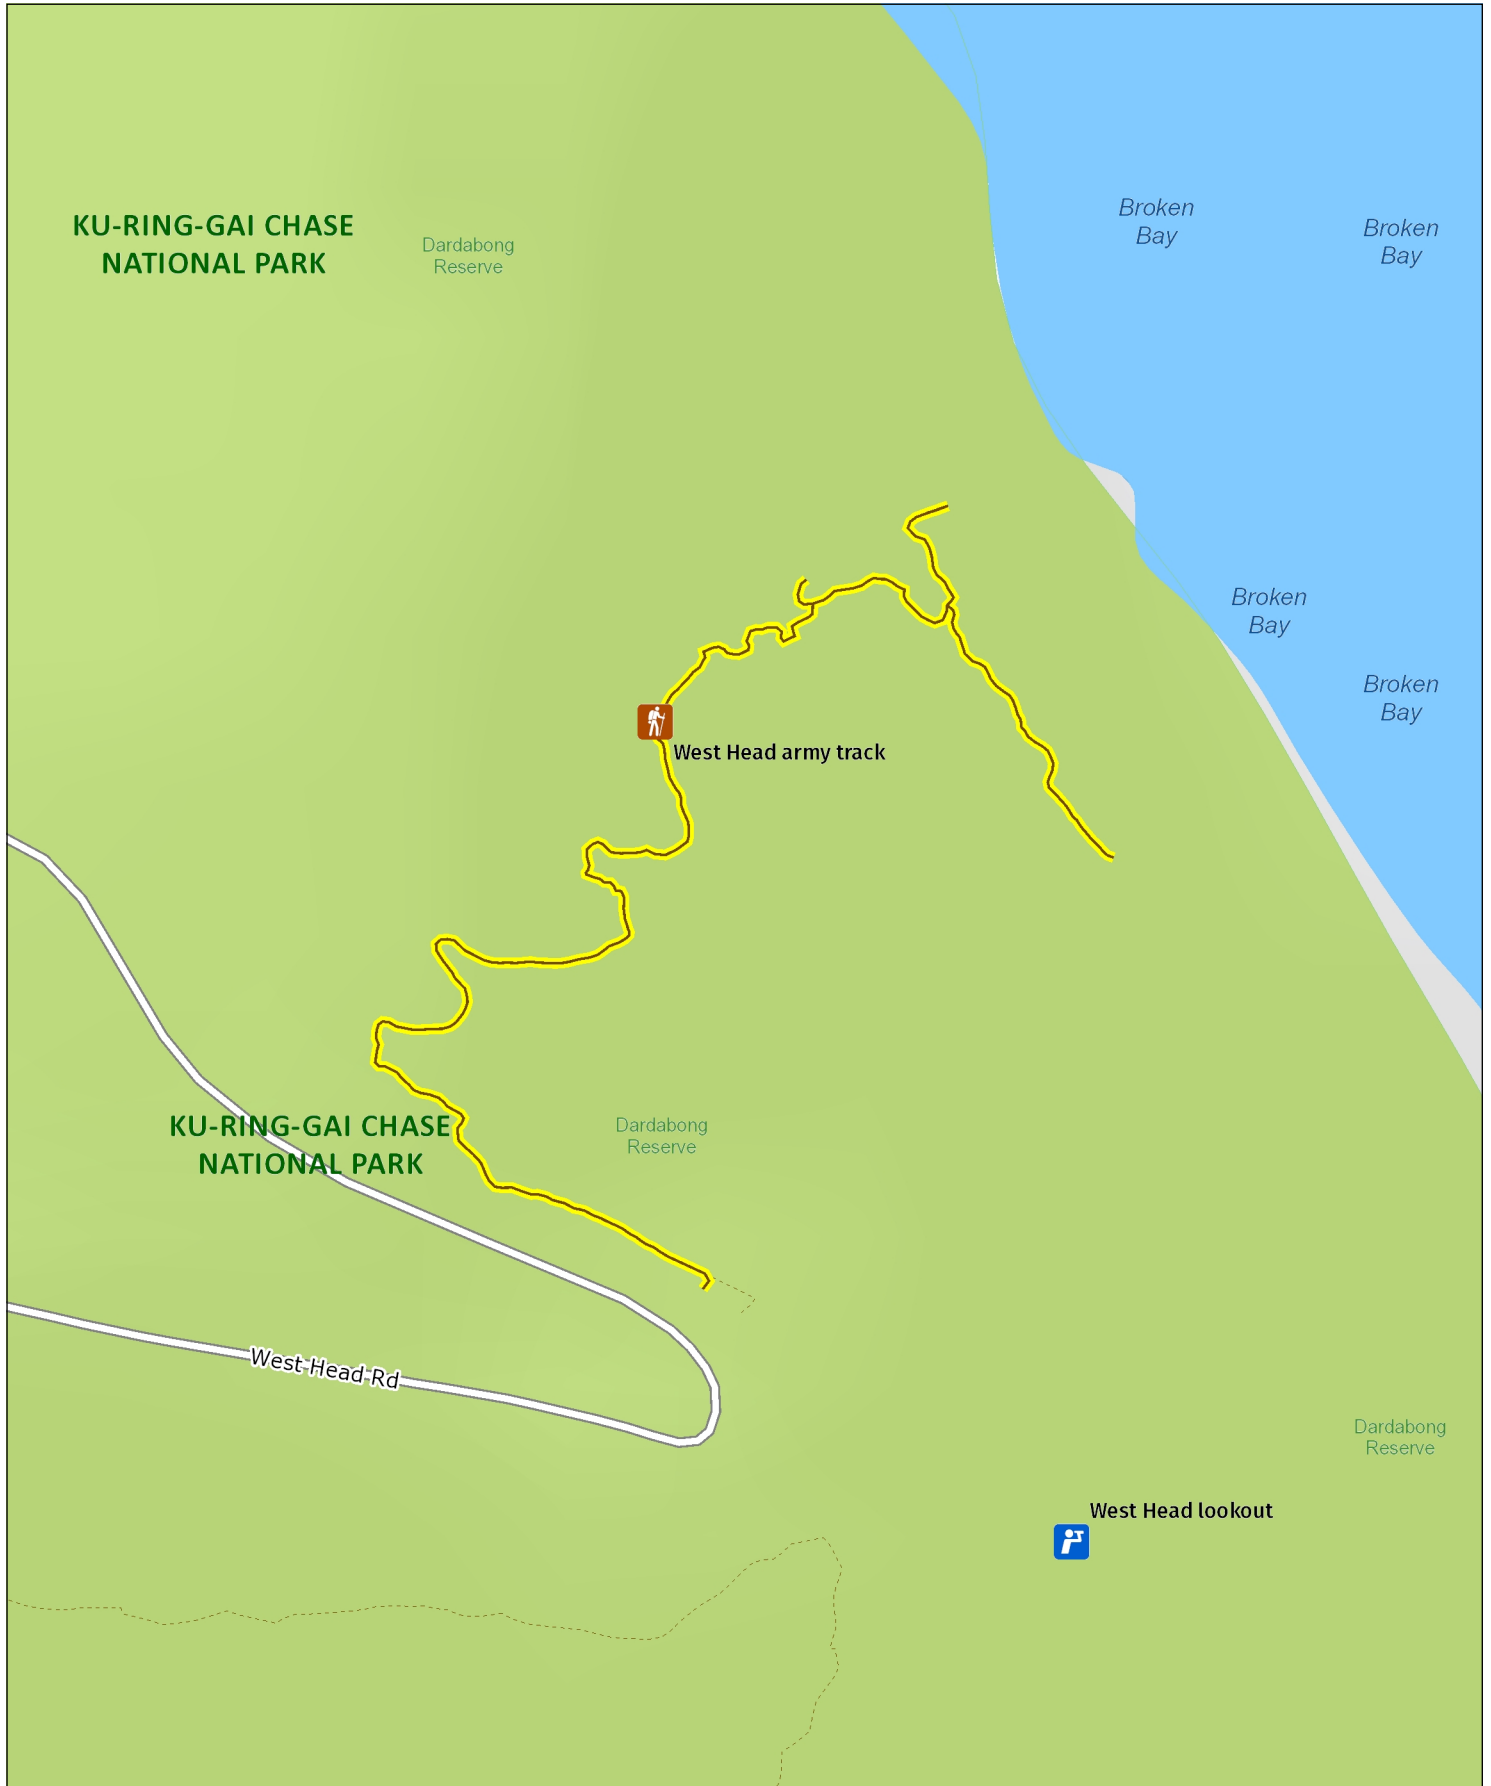 Broken
Bay
KU-RING-GAI CHASE
NATIONAL PARK
Dardabong
Reserve
Broken
Bay
Broken
Bay
Broken
Bay
West Head army track
KU-RING-GAI CHASE
NATIONAL PARK
Dardabong
Reserve
West Head Rd
Dardabong
Reserve
West Head lookout